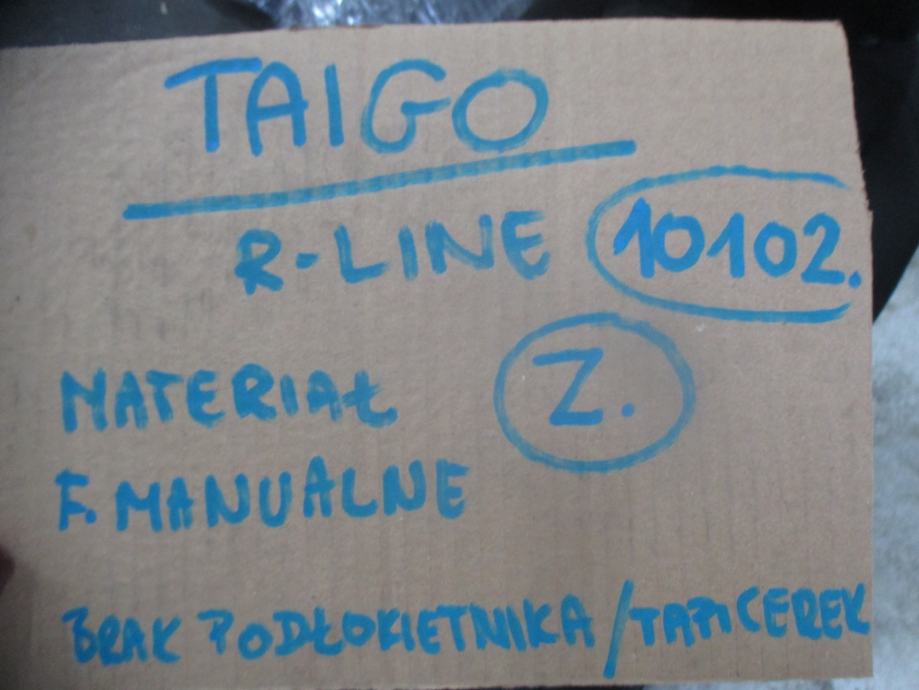 TAIGO
R-LINE 10102.
MATERIAŁ Z.
F. MANUALNE
BRAK PODŁOKIETNIKA/TAPICEREK